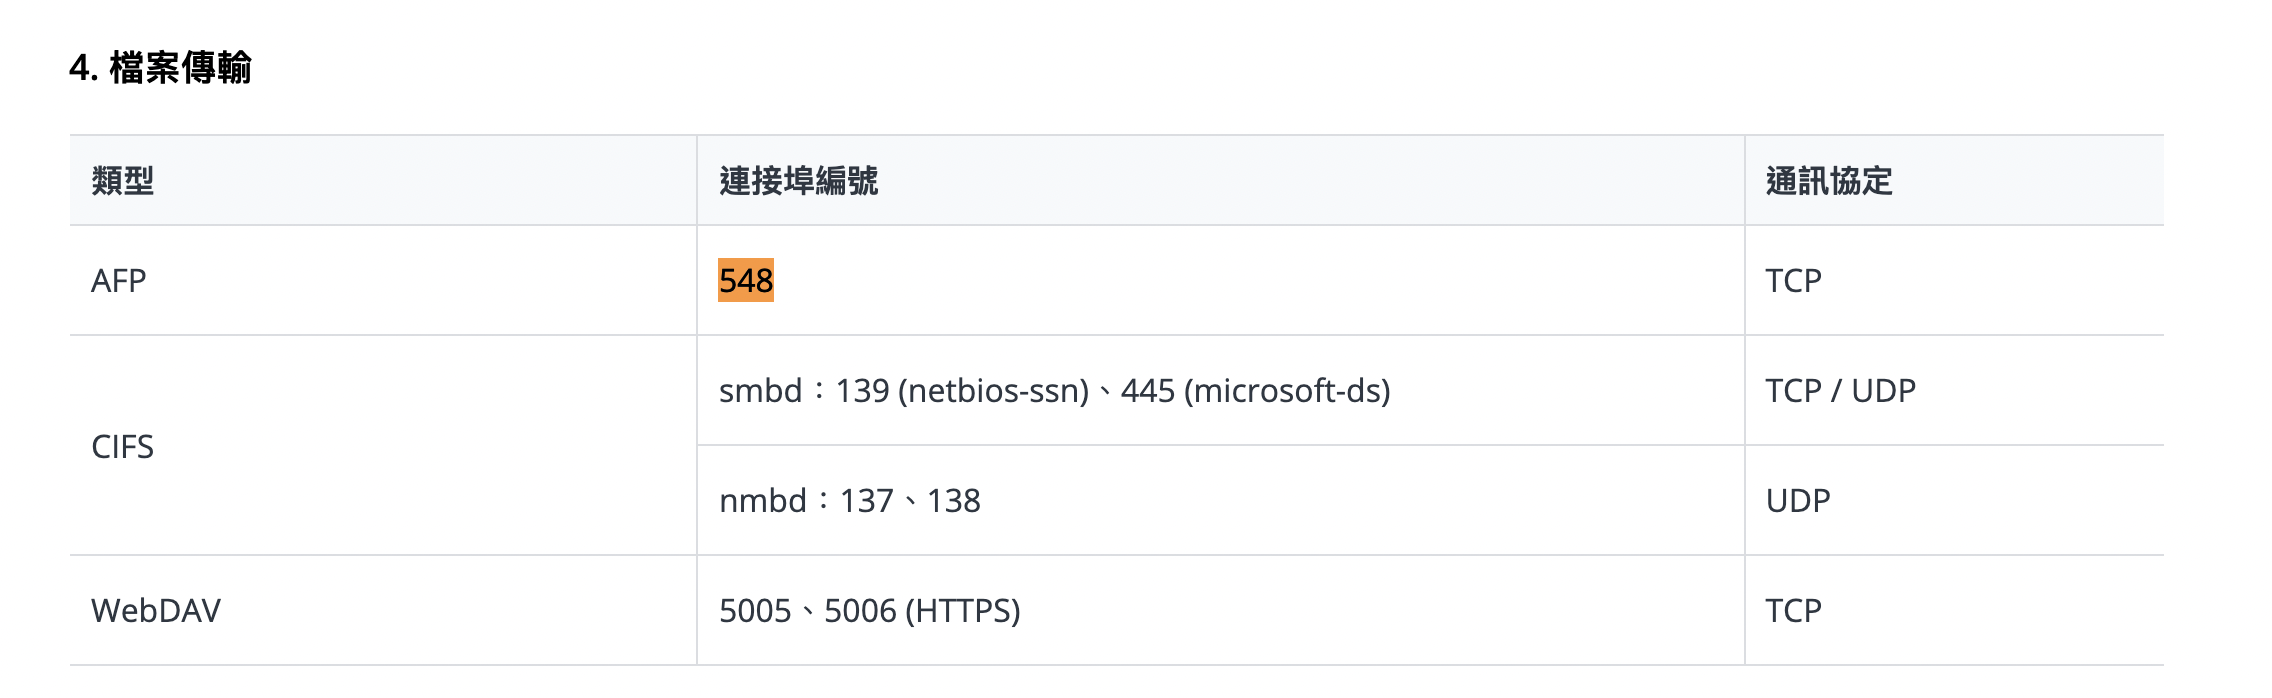 4. 檔案傳輸
類型 連接埠編號 通訊協定
AFP 548 TCP
CIFS
smbd：139 (netbios-ssn)、445 (microsoft-ds) TCP / UDP
nmbd：137、138 UDP
WebDAV 5005、5006 (HTTPS) TCP